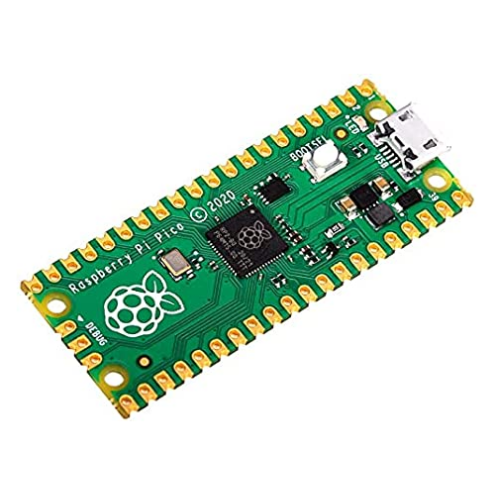 Raspberry Pi Pico © 2020
BOOTSEL
LED
USB
DEBUG